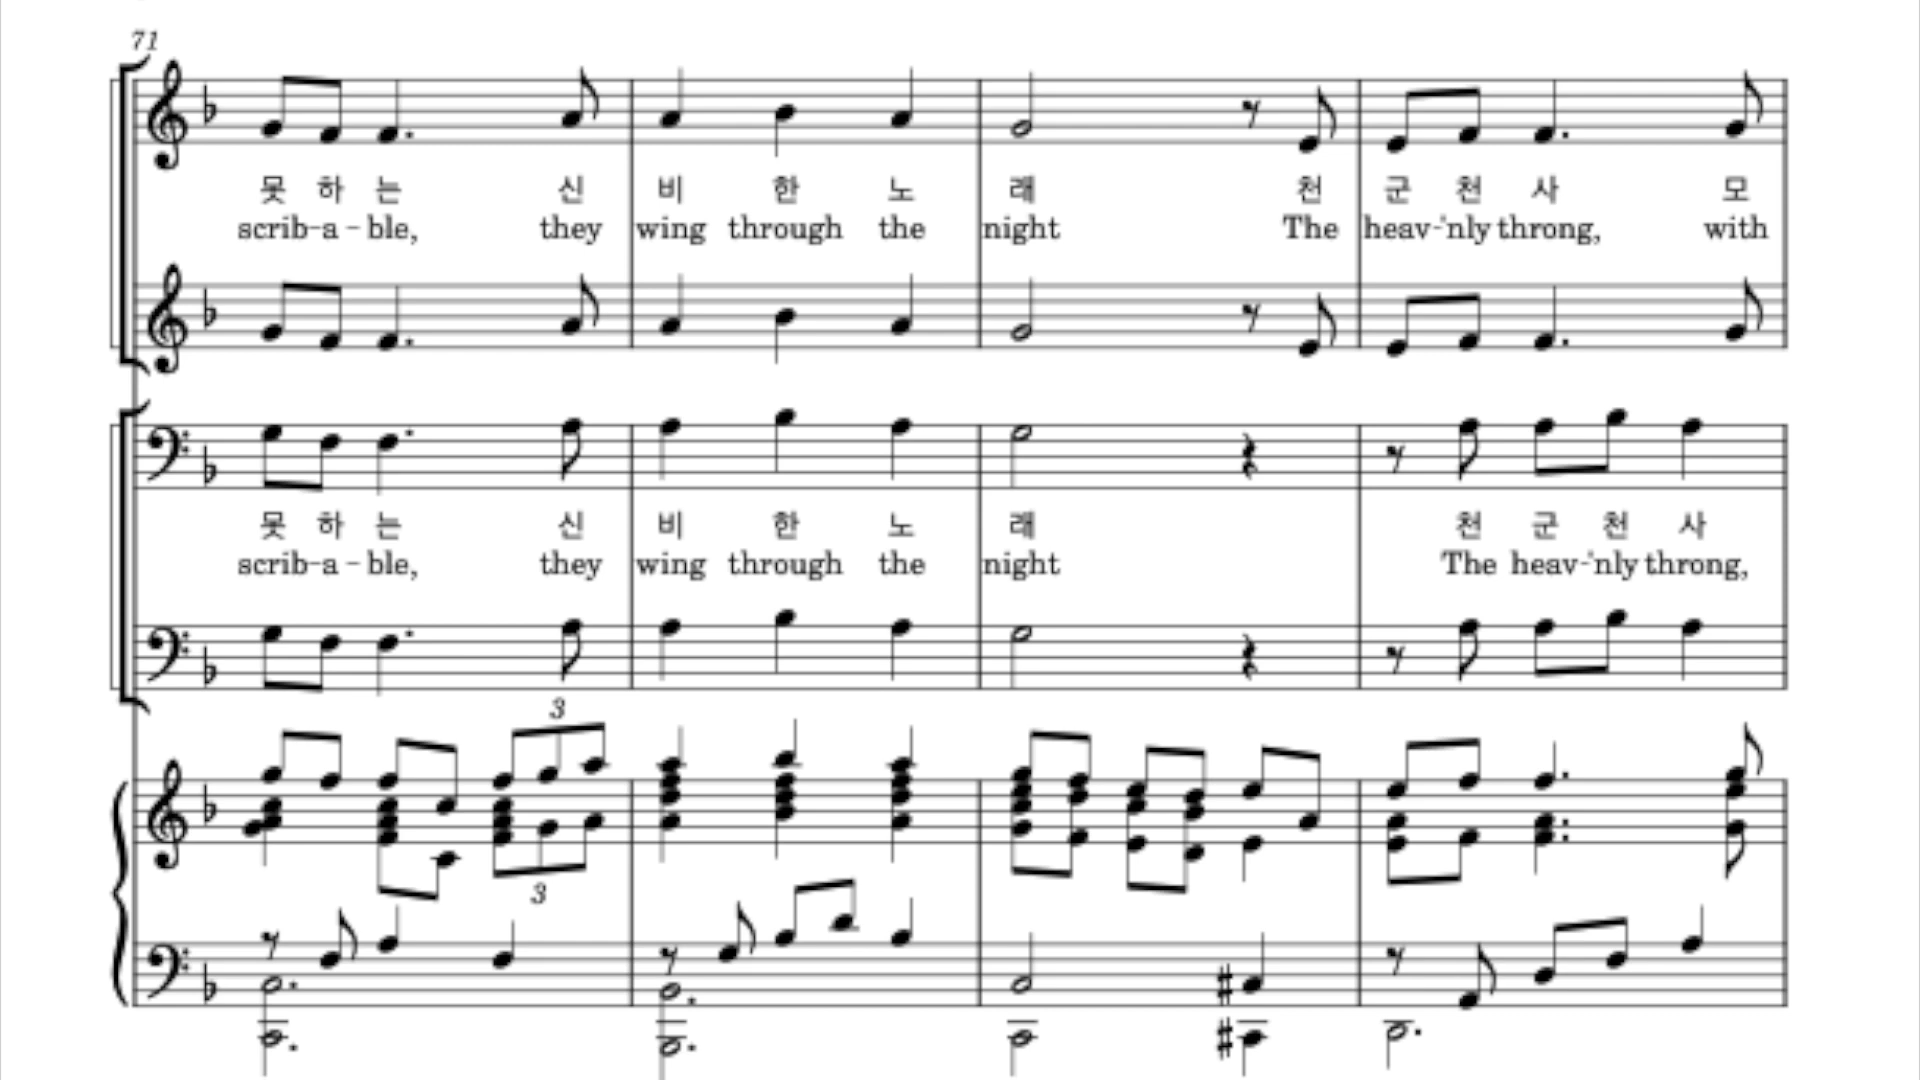 71
못 하 는 신 비 한 노 래 천 군 천 사 모
scrib-a-ble, they wing through the night The heav-'nly throng, with
못 하 는 신 비 한 노 래 천 군 천 사
scrib-a-ble, they wing through the night The heav-'nly throng,
3
3